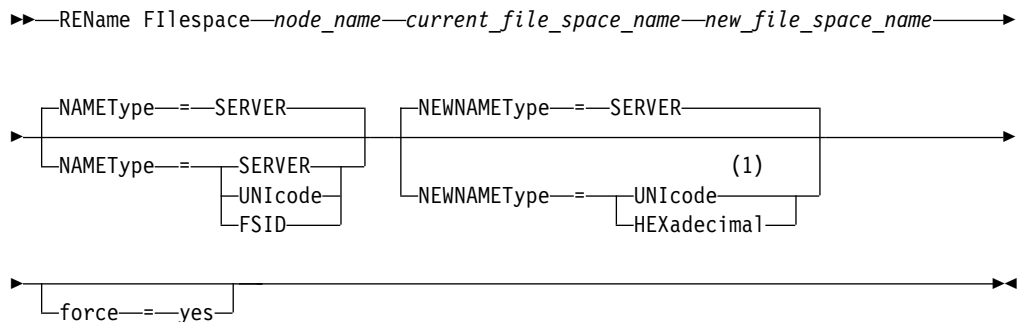 REName FIlespace node_name current_file_space_name new_file_space_name
NAMEType = SERVER NEWNAMEType = SERVER
NAMEType = SERVER (1)
UNIcode NEWNAMEType = UNIcode
FSID HEXadecimal
force = yes